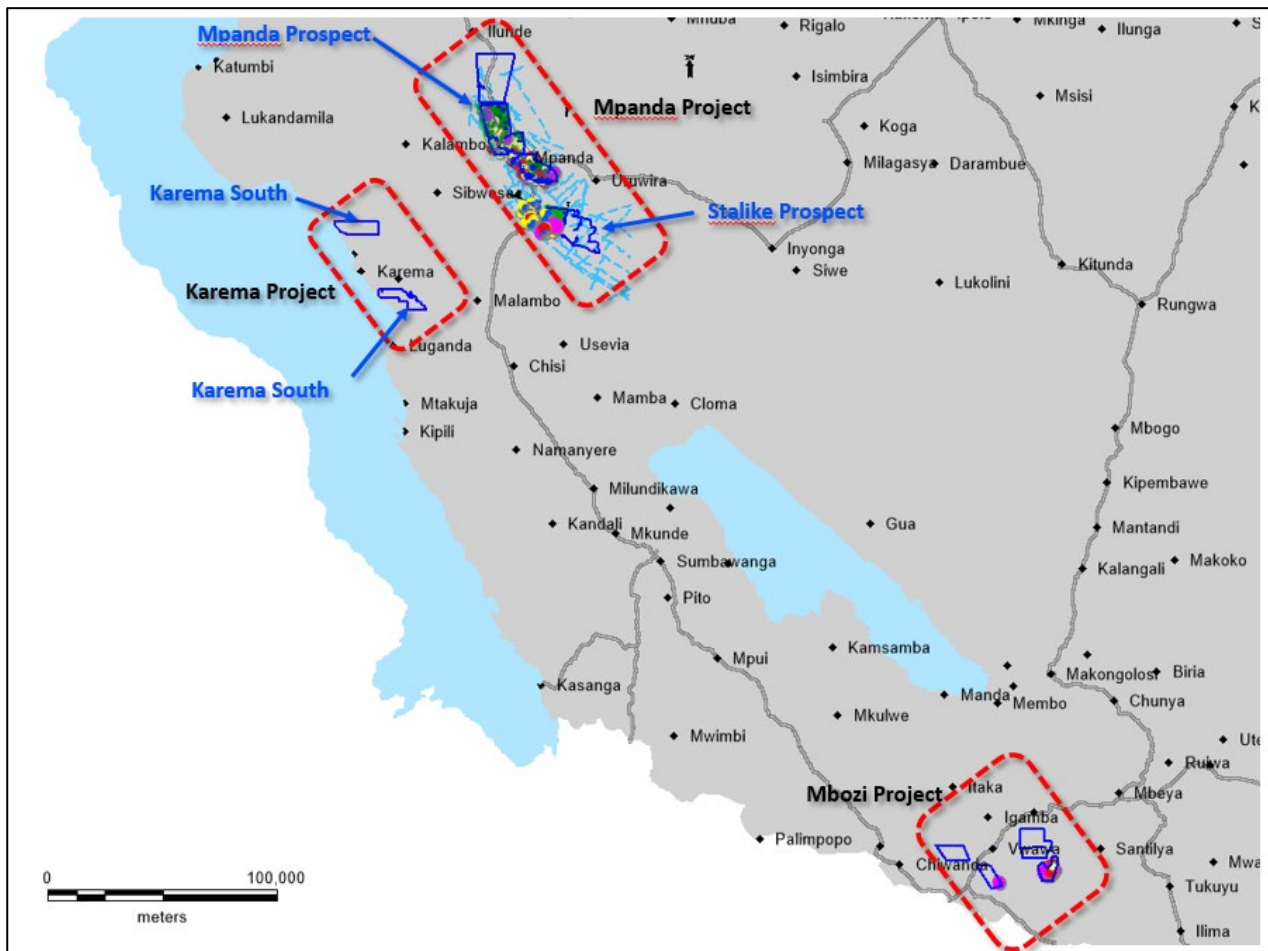 Mnuba
Rigalo
Mkinga
Ilunga
Ilunde
Mpanda Prospect
Katumbi
Isimbira
Msisi
Mpanda Project
Lukandamila
Koga
Kalambo
Mpanda
Milagasya
Darambue
Karema South
Sibwesa
Uruwira
Stalike Prospect
Inyonga
Siwe
Kitunda
Karema
Karema Project
Lukolini
Malambo
Rungwa
Luganda
Usevia
Chisi
Karema South
Mtakuja
Mamba
Cloma
Kipili
Mbogo
Namanyere
Milundikawa
Kipembawe
Kandali
Mkunde
Gua
Mantandi
Sumbawanga
Kalangali
Makoko
Pito
Kamsamba
Mpui
Makongolosi
Biria
Kasanga
Manda
Membo
Chunya
Mkulwe
Mwimbi
Ute
Ruiwa
Mbozi Project
Itaka
Mbeya
Igamba
Palimpopo
Vwawa
Santilya
Chiwanda
Mwa
Tukuyu
0
100,000
meters
Ilima